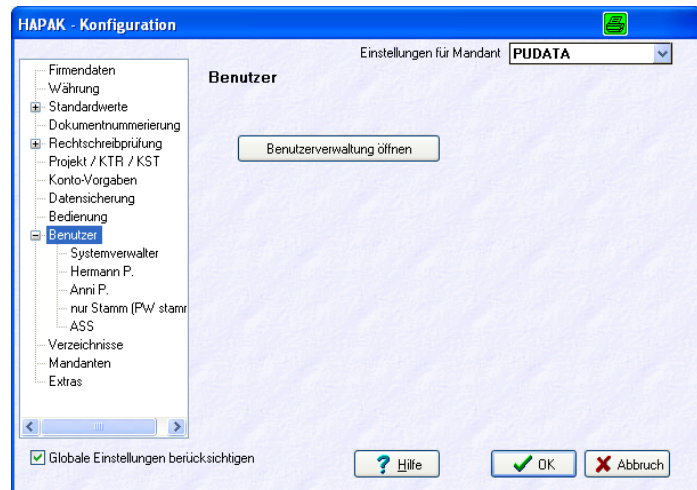 HAPAK - Konfiguration
Einstellungen für Mandant PUDATA
Firmendaten
Währung
Standardwerte
Dokumentnummerierung
Rechtschreibprüfung
Projekt / KTR / KST
Konto-Vorgaben
Datensicherung
Bedienung
Benutzer
Systemverwalter
Hermann P.
Anni P.
nur Stamm (PW stamm
ASS
Verzeichnisse
Mandanten
Extras
Benutzer
Benutzerverwaltung öffnen
Globale Einstellungen berücksichtigen
? Hilfe
OK
Abbruch